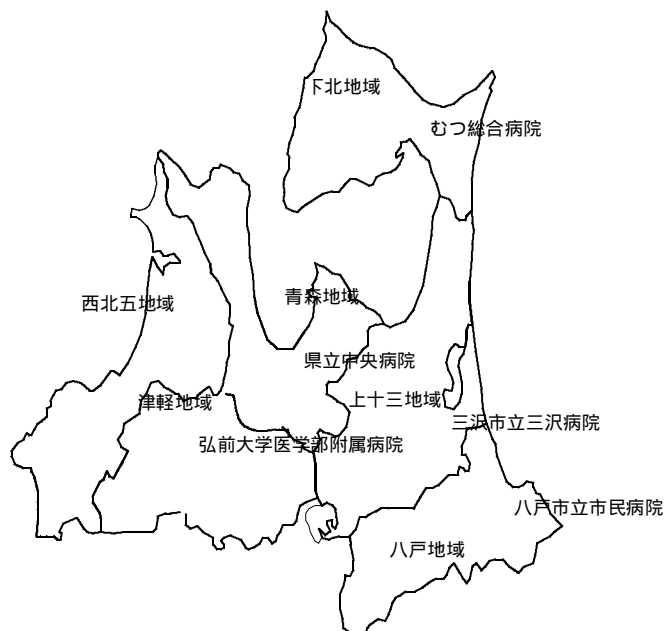 下北地域
むつ総合病院
青森地域
西北五地域
県立中央病院
津軽地域
上十三地域
三浜市立三沢病院
弘前大学医学部附属病院
八戸市立市民病院
八戸地域